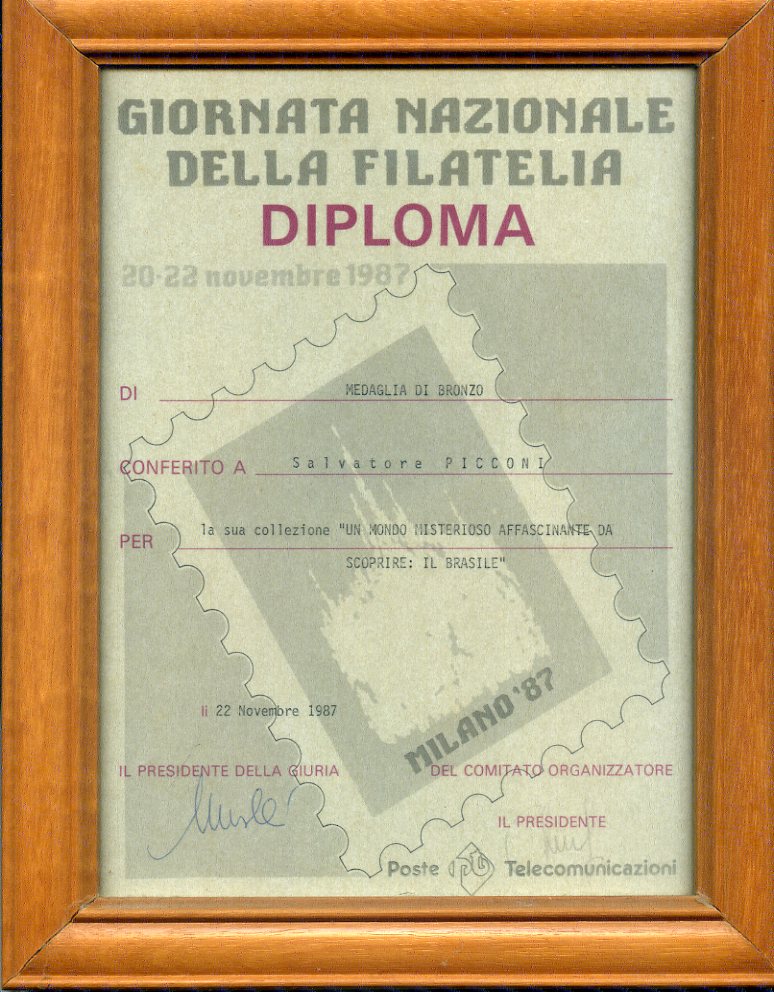 GIORNATA NAZIONALE
DELLA FILATELIA
DIPLOMA
20-22 novembre 1987
DI MEDAGLIA DI BRONZO
CONFERITO A Salvatore PICCONI
PER la sua collezione "UN MONDO MISTERIOSO AFFASCINANTE DA
SCOPRIRE: IL BRASILE"
MILANO '87
li 22 Novembre 1987
IL PRESIDENTE DELLA GIURIA
DEL COMITATO ORGANIZZATORE
IL PRESIDENTE
Poste pt Telecomunicazioni